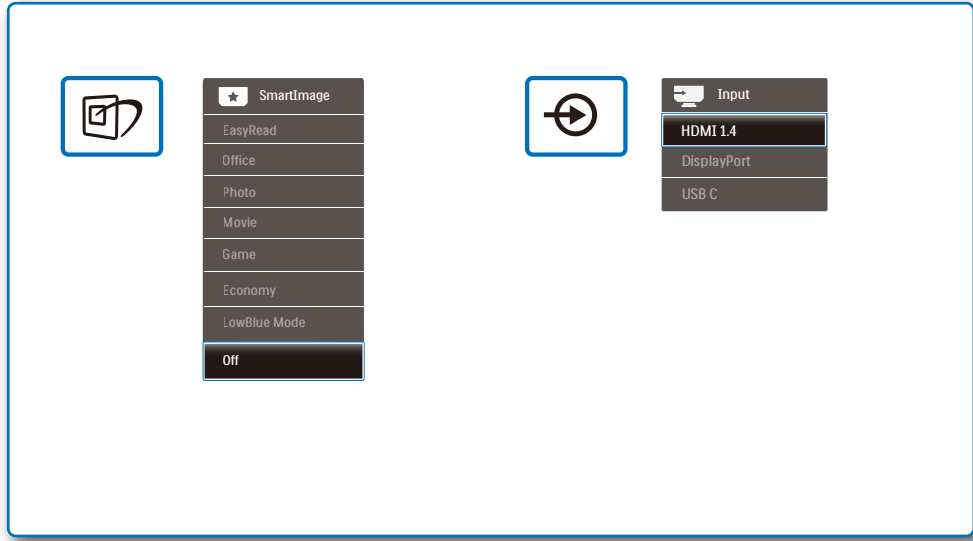 SmartImage
EasyRead
Office
Photo
Movie
Game
Economy
LowBlue Mode
Off
Input
HDMI 1.4
DisplayPort
USB C